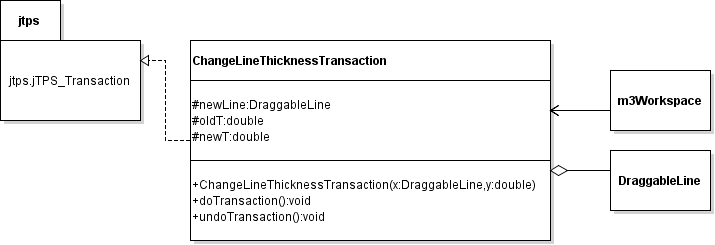 jtps
jtps.jTPS_Transaction
ChangeLineThicknessTransaction
#newLine:DraggableLine
#oldT:double
#newT:double
+ChangeLineThicknessTransaction(x:DraggableLine,y:double)
+doTransaction():void
+undoTransaction():void
m3Workspace
DraggableLine